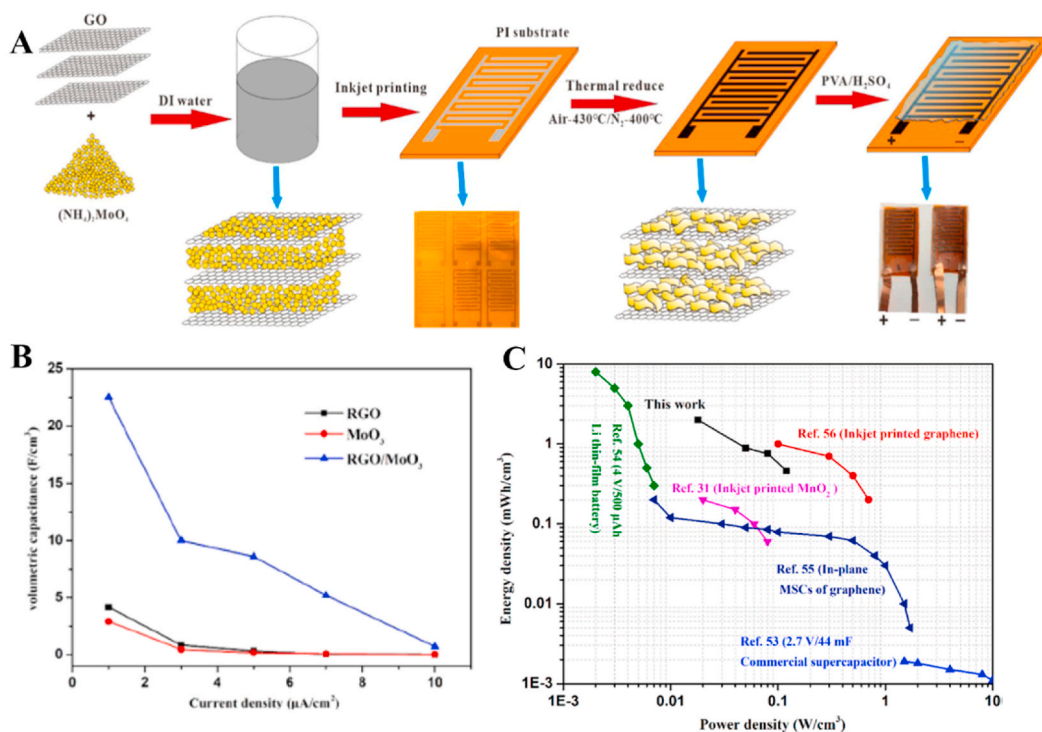 A
GO
+
(NH₄)₂MoO₄
DI water
Inkjet printing
PI substrate
Thermal reduce
Air-430℃/N₂-400℃
PVA/H₂SO₄
+ −
+ − + −
B
volumetric capacitance (F/cm³)
25
20
15
10
5
0
RGO
MoO₃
RGO/MoO₃
0 2 4 6 8 10
Current density (μA/cm²)
C
Energy density (mWh/cm³)
10
1
0.1
0.01
1E-3
This work
Ref. 54 (4 V/500 μAh
Li thin-film battery)
Ref. 56 (Inkjet printed graphene)
Ref. 31 (Inkjet printed MnO₂ )
Ref. 55 (In-plane
MSCs of graphene)
Ref. 53 (2.7 V/44 mF
Commercial supercapacitor)
1E-3 0.01 0.1 1 10
Power density (W/cm³)